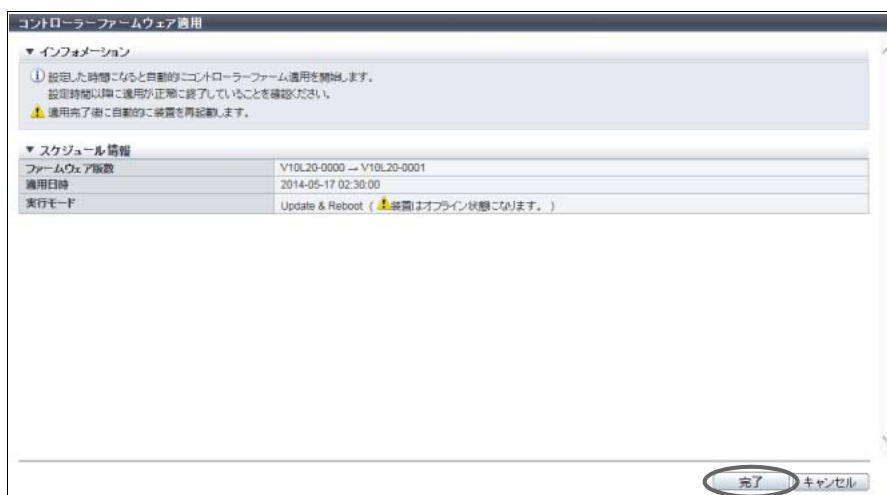 コントローラーファームウェア適用
▼ インフォメーション
設定した時間になると自動的にコントローラーファーム適用を開始します。
設定時間以降に適用が正常に終了していることを確認ください。
適用完了後に自動的に装置を再起動します。
▼ スケジュール情報
ファームウェア版数 V10L20-0000 → V10L20-0001
適用日時 2014-05-17 02:30:00
実行モード Update & Reboot ( 装置はオフライン状態になります。 )
完了 キャンセル